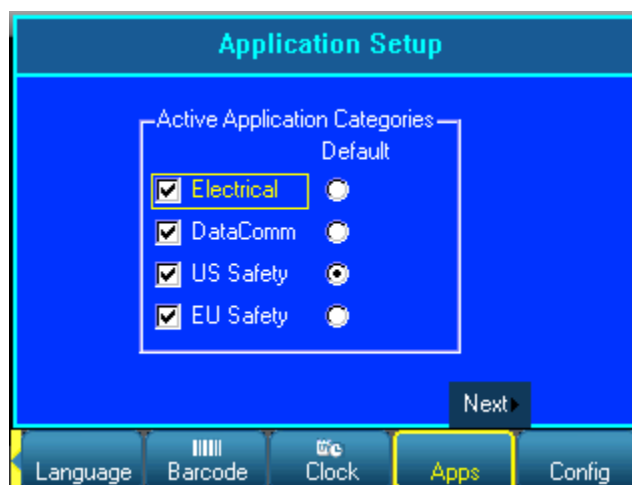 Application Setup
Active Application Categories
Default
Electrical
DataComm
US Safety
EU Safety
Next
Language Barcode Clock Apps Config